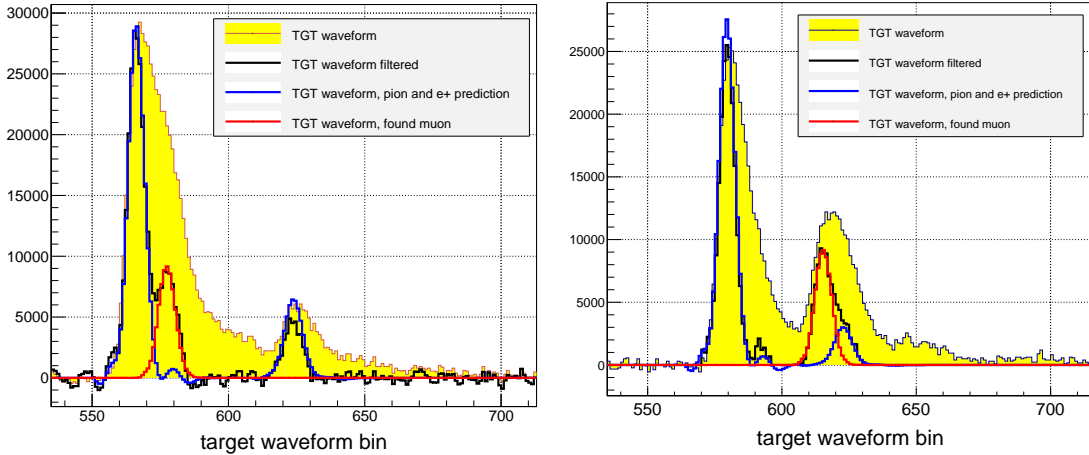 30000
25000
20000
15000
10000
5000
0
TGT waveform
TGT waveform filtered
TGT waveform, pion and e+ prediction
TGT waveform, found muon
550
600
650
700
target waveform bin
25000
20000
15000
10000
5000
0
TGT waveform
TGT waveform filtered
TGT waveform, pion and e+ prediction
TGT waveform, found muon
550
600
650
700
target waveform bin